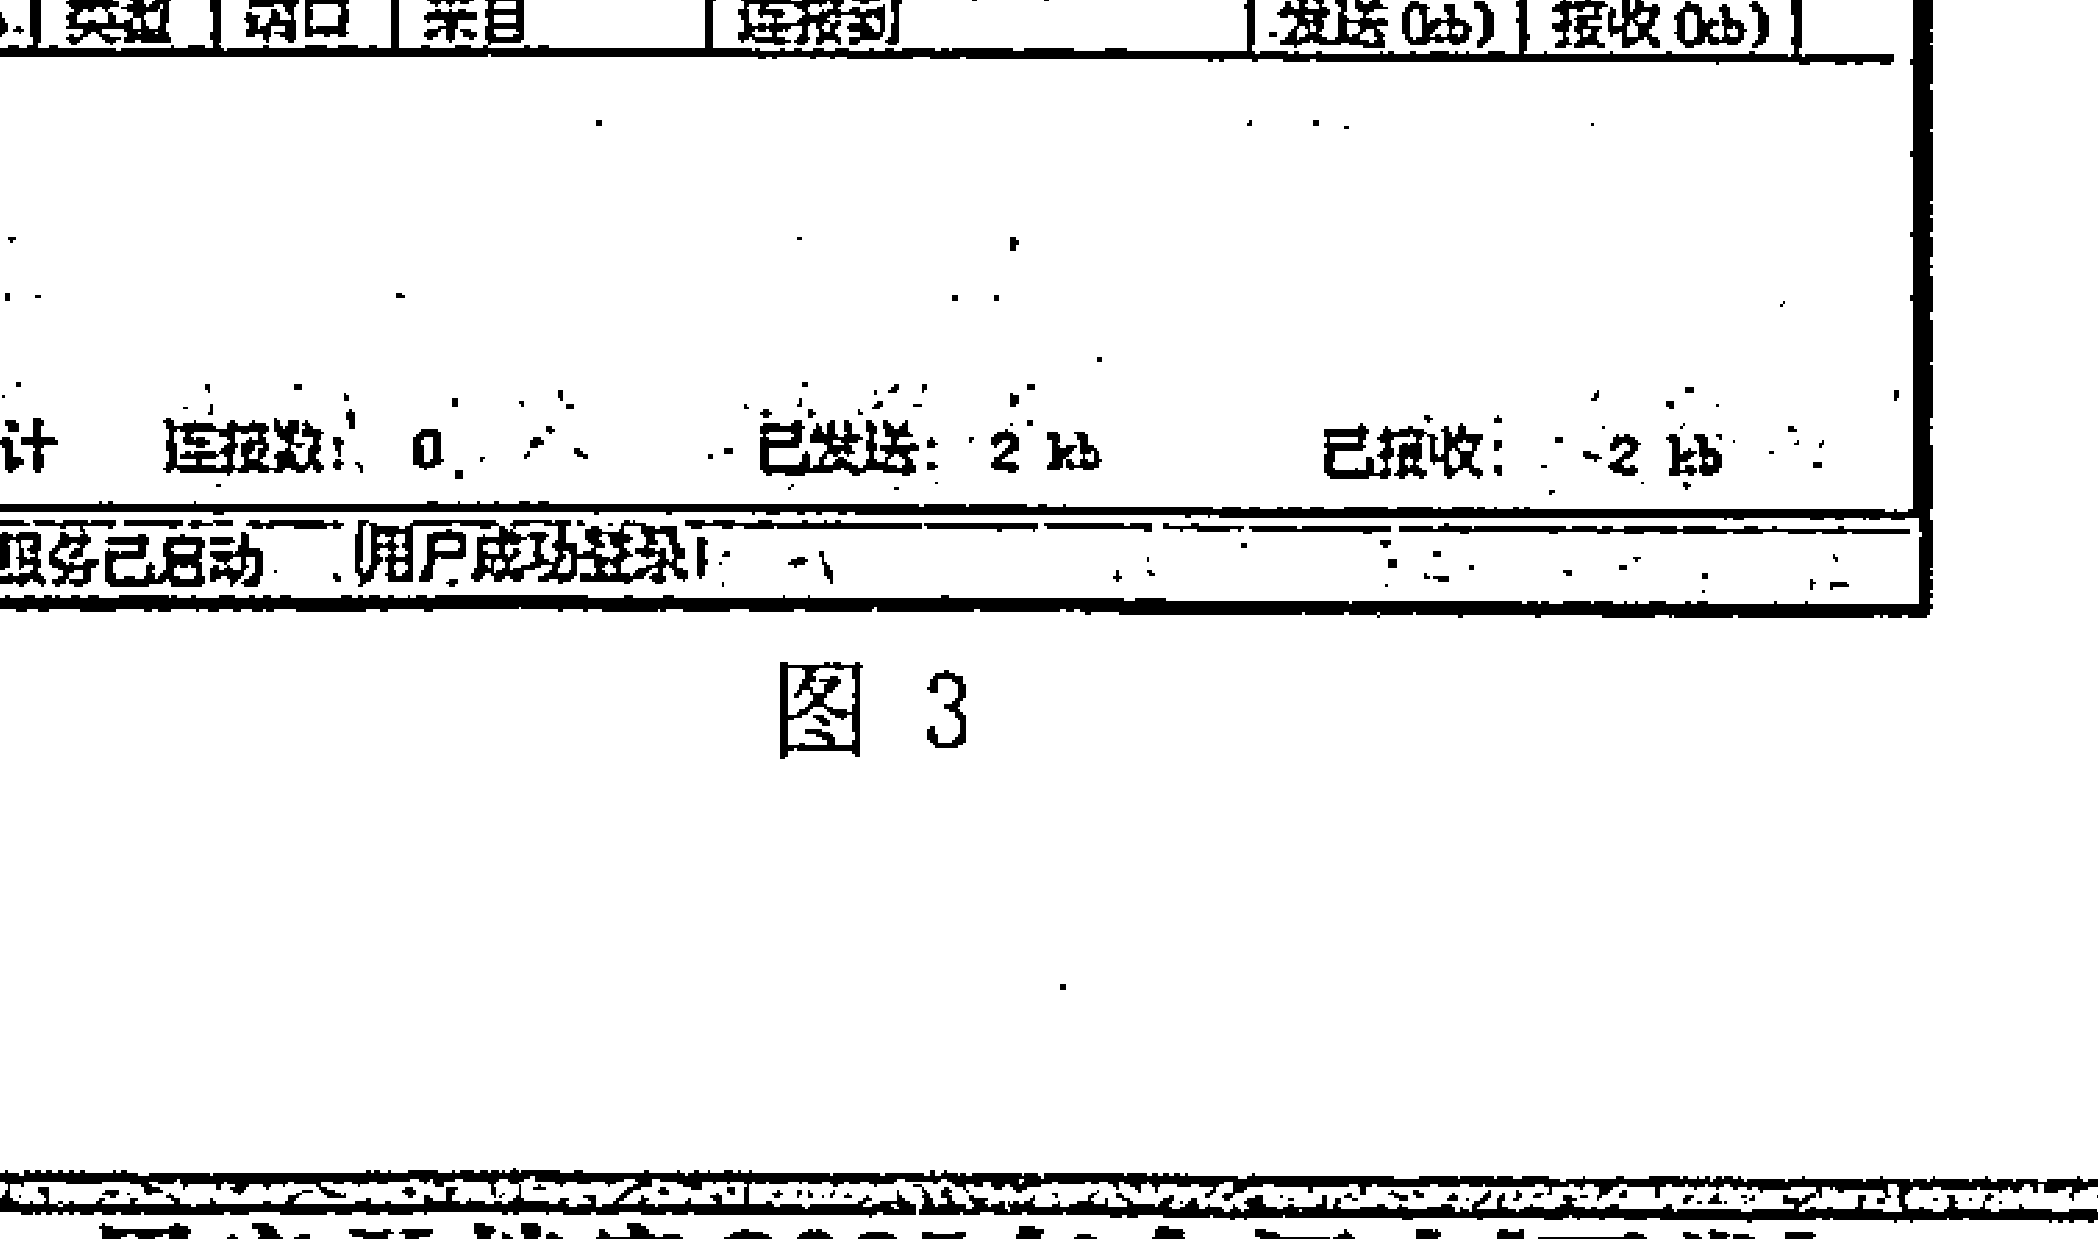 类型 端口 来自 连接到 发送(kb) 接收(kb)
计 连接数: 0 已发送: 2 kb 已接收: 2 kb
服务已启动 (用户成功登录)
图 3